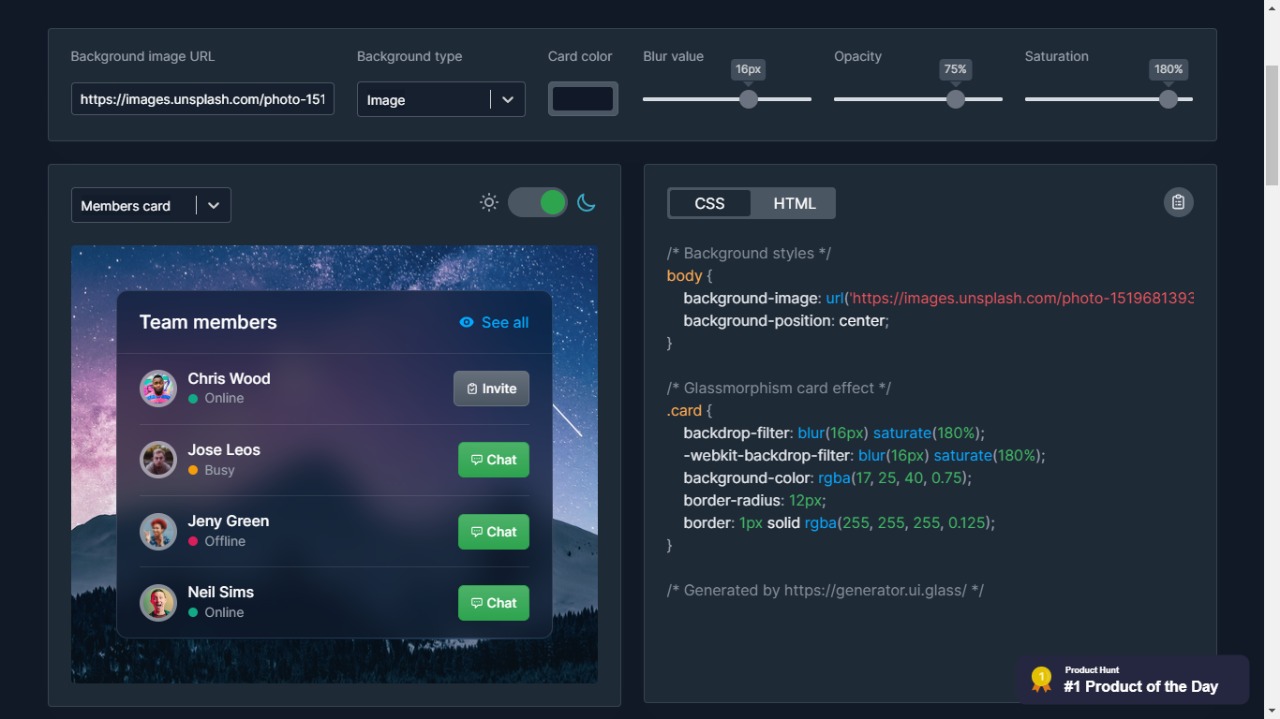 Background image URL
Background type
Card color
Blur value
Opacity
Saturation
16px
75%
180%
https://images.unsplash.com/photo-151
Image
Members card
CSS
HTML
Team members
See all
Chris Wood
Online
Invite
Jose Leos
Busy
Chat
Jeny Green
Offline
Chat
Neil Sims
Online
Chat
/* Background styles */
body {
background-image: url('https://images.unsplash.com/photo-1519681393
background-position: center;
}
/* Glassmorphism card effect */
.card {
backdrop-filter: blur(16px) saturate(180%);
-webkit-backdrop-filter: blur(16px) saturate(180%);
background-color: rgba(17, 25, 40, 0.75);
border-radius: 12px;
border: 1px solid rgba(255, 255, 255, 0.125);
}
/* Generated by https://generator.ui.glass/ */
1
Product Hunt
#1 Product of the Day